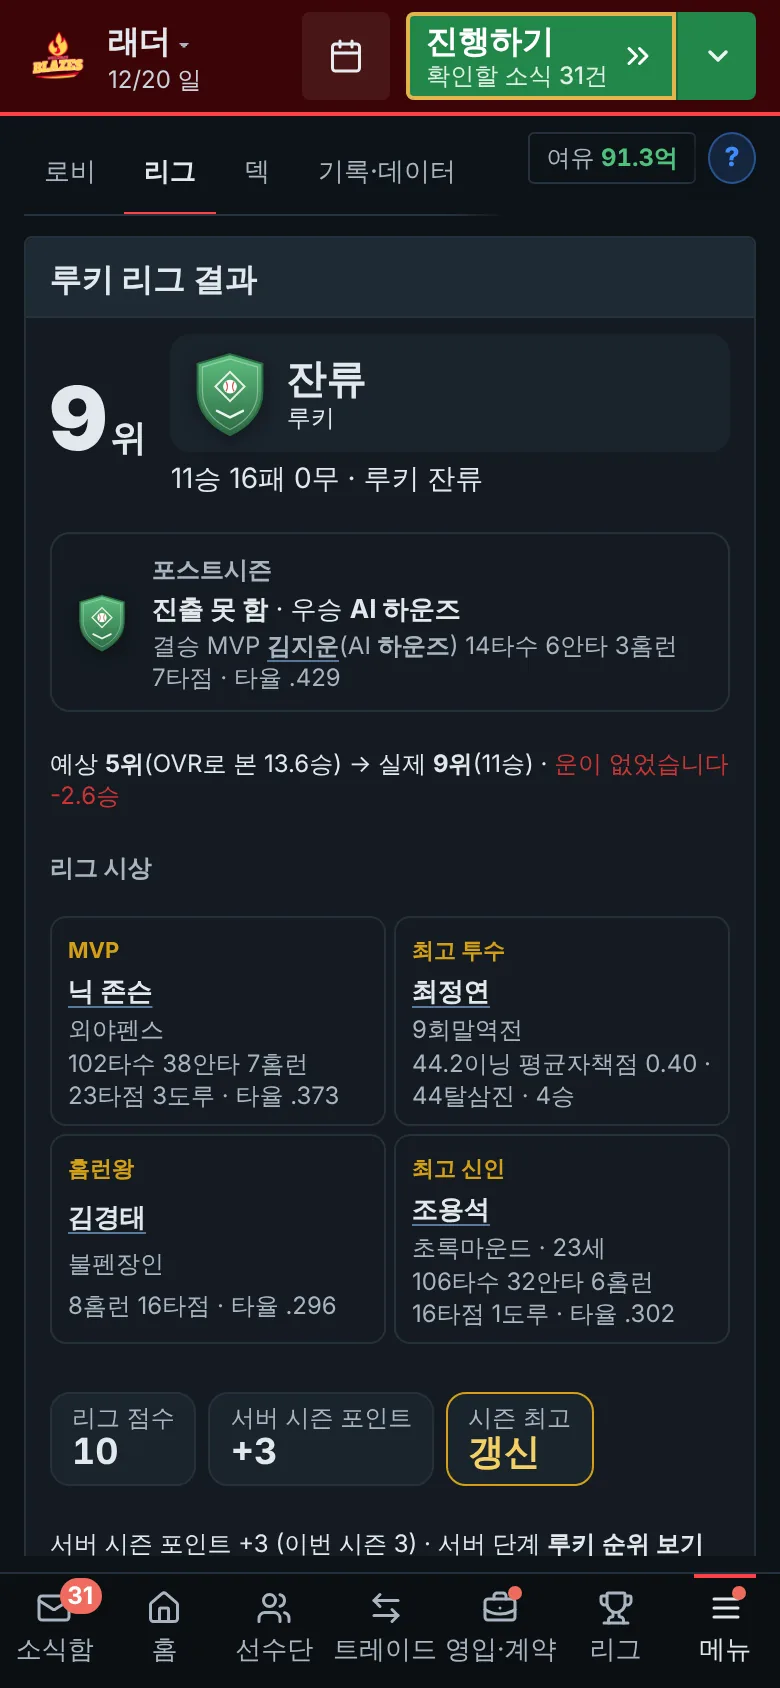 BLAZES
래더
12/20 일
진행하기
확인할 소식 31건
로비
리그
덱
기록·데이터
여유 91.3억
?
루키 리그 결과
9위
잔류
루키
11승 16패 0무 · 루키 잔류
포스트시즌
진출 못 함 · 우승 AI 하운즈
결승 MVP 김지운(AI 하운즈) 14타수 6안타 3홈런
7타점 · 타율 .429
예상 5위(OVR로 본 13.6승) → 실제 9위(11승) · 운이 없었습니다
-2.6승
리그 시상
MVP
닉 존슨
외야펜스
102타수 38안타 7홈런
23타점 3도루 · 타율 .373
최고 투수
최정연
9회말역전
44.2이닝 평균자책점 0.40 ·
44탈삼진 · 4승
홈런왕
김경태
불펜장인
8홈런 16타점 · 타율 .296
최고 신인
조용석
초록마운드 · 23세
106타수 32안타 6홈런
16타점 1도루 · 타율 .302
리그 점수
10
서버 시즌 포인트
+3
시즌 최고
갱신
서버 시즌 포인트 +3 (이번 시즌 3) · 서버 단계 루키 순위 보기
31
소식함
홈
선수단
트레이드
영입·계약
리그
메뉴